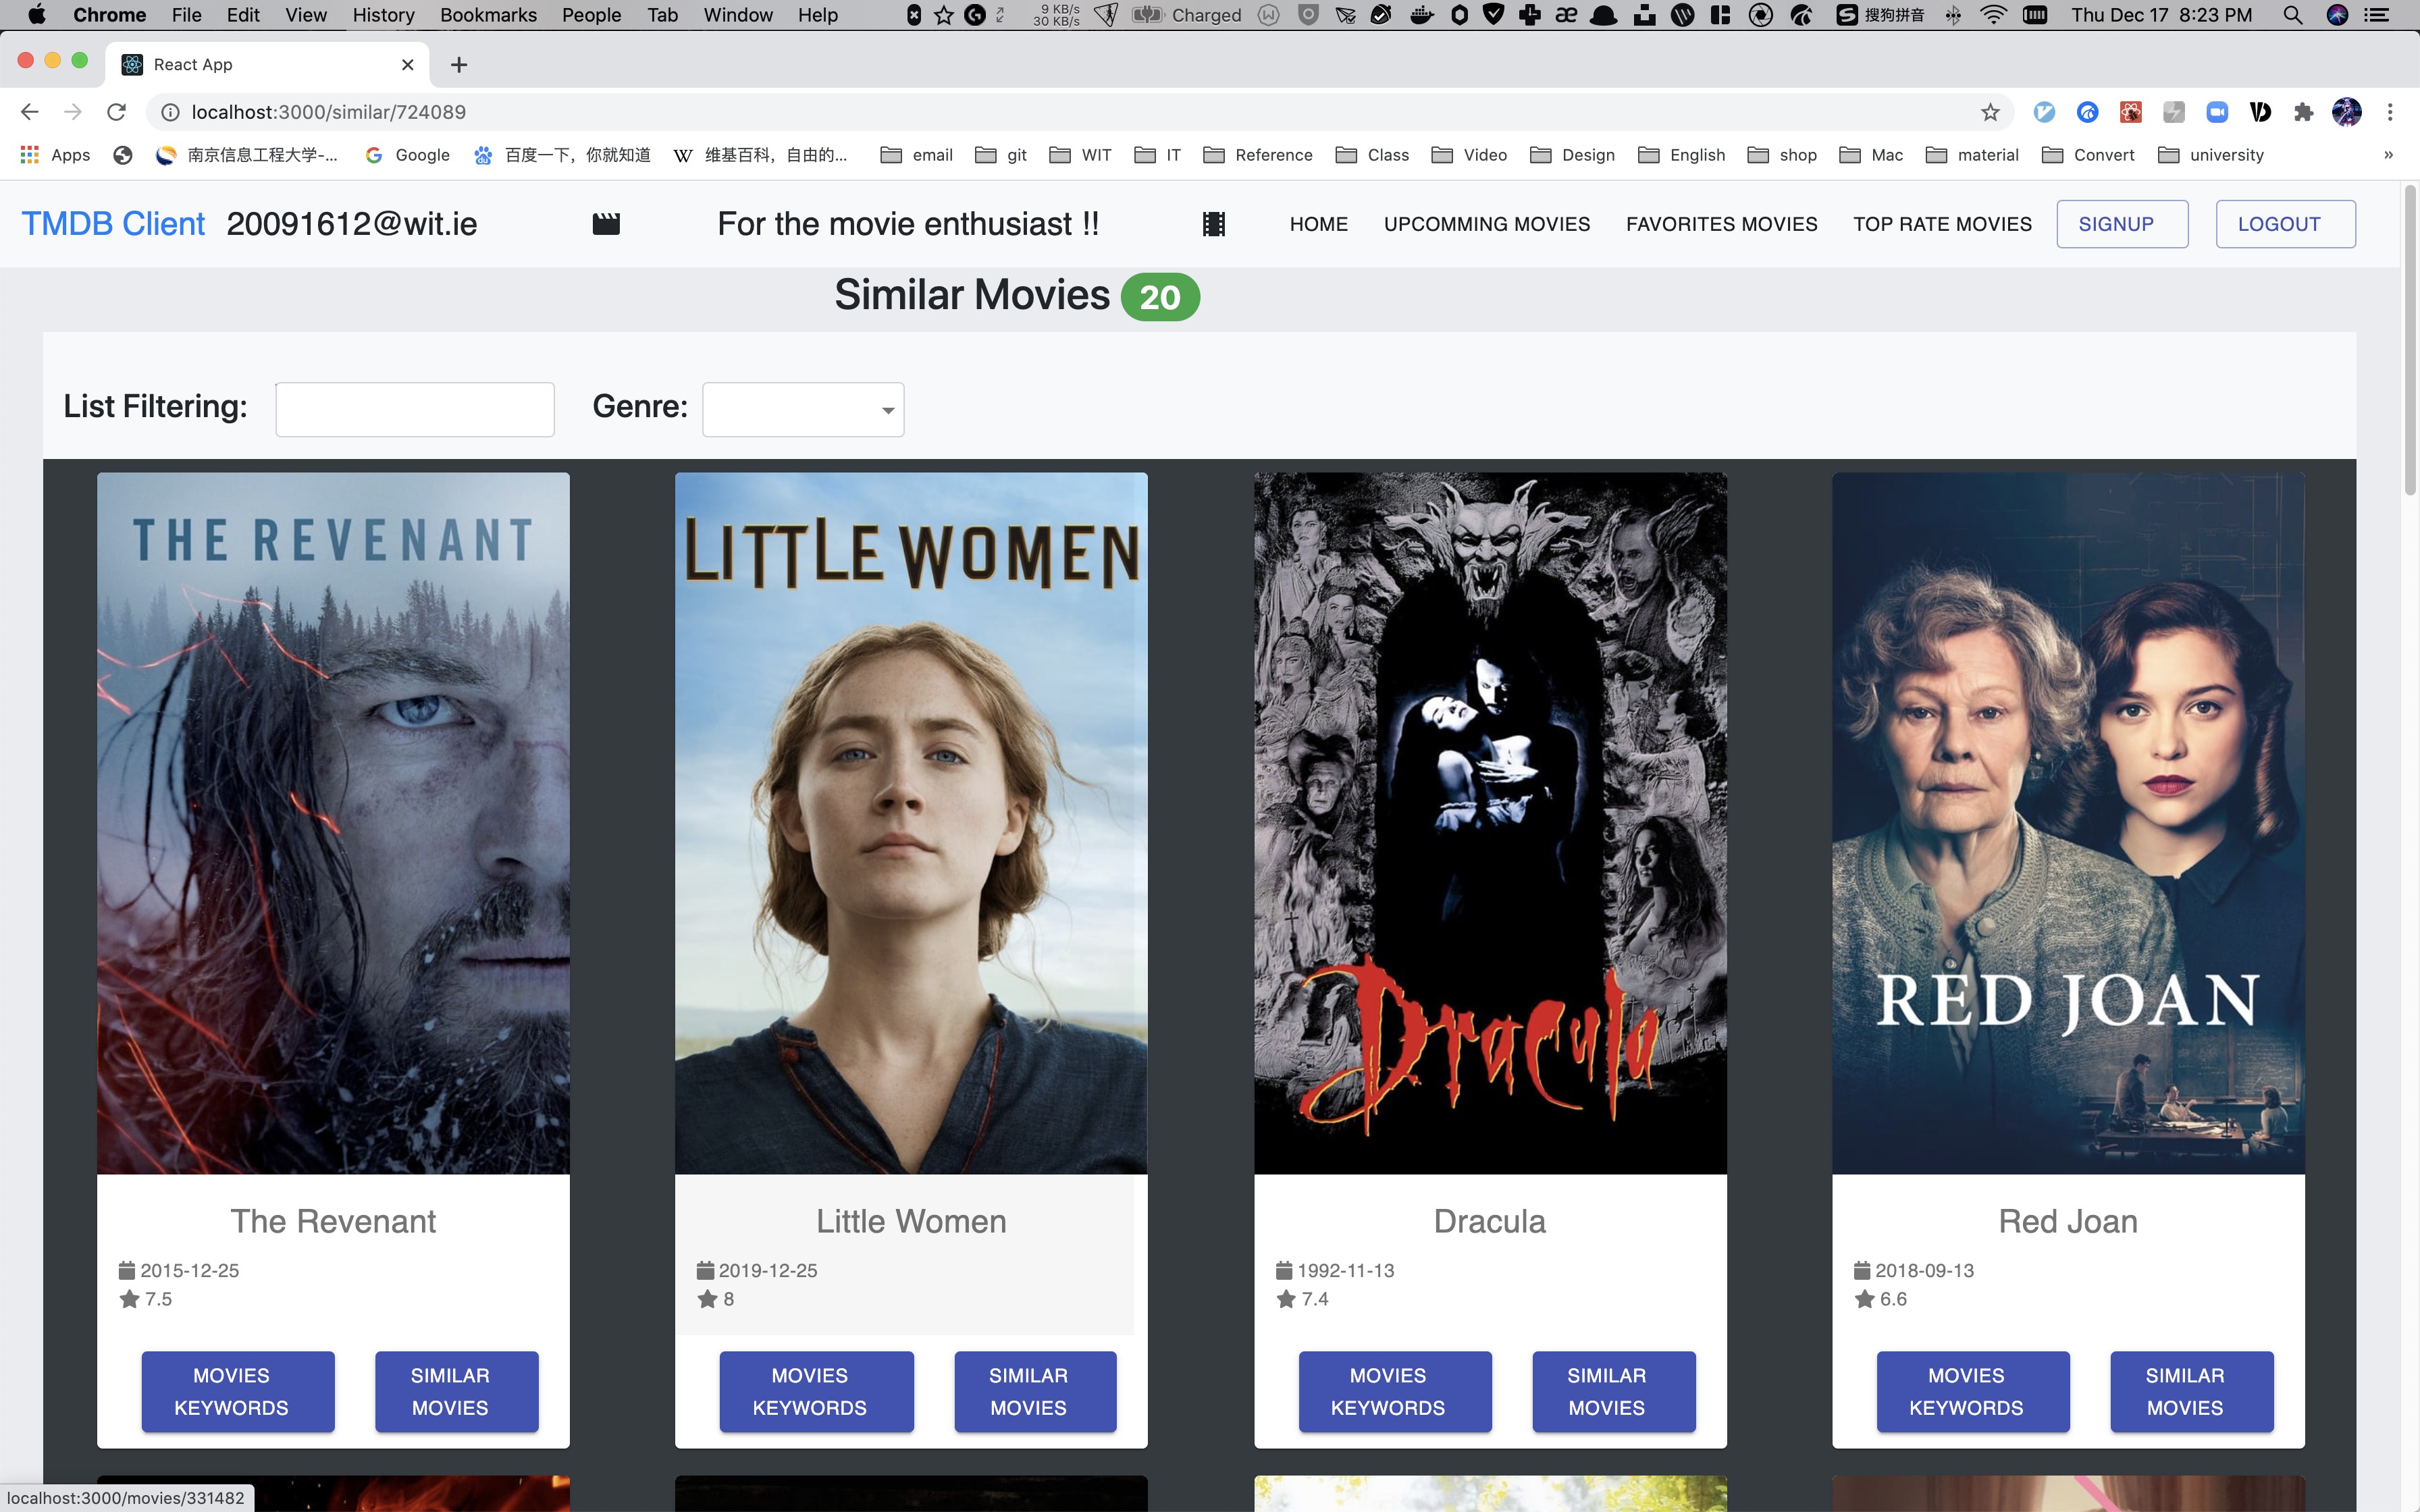 Chrome File Edit View History Bookmarks People Tab Window Help 9 KB/s 30 KB/s Charged 搜狗拼音 Thu Dec 17 8:23 PM
React App
localhost:3000/similar/724089
Apps 南京信息工程大学-... Google 百度一下，你就知道 维基百科，自由的... email git WIT IT Reference Class Video Design English shop Mac material Convert university »
TMDB Client 20091612@wit.ie For the movie enthusiast !! HOME UPCOMMING MOVIES FAVORITES MOVIES TOP RATE MOVIES SIGNUP LOGOUT
Similar Movies 20
List Filtering: Genre:
THE REVENANT
LITTLE WOMEN
Dracula
RED JOAN
The Revenant Little Women Dracula Red Joan
2015-12-25 2019-12-25 1992-11-13 2018-09-13
7.5 8 7.4 6.6
MOVIES KEYWORDS SIMILAR MOVIES MOVIES KEYWORDS SIMILAR MOVIES MOVIES KEYWORDS SIMILAR MOVIES MOVIES KEYWORDS SIMILAR MOVIES
localhost:3000/movies/331482